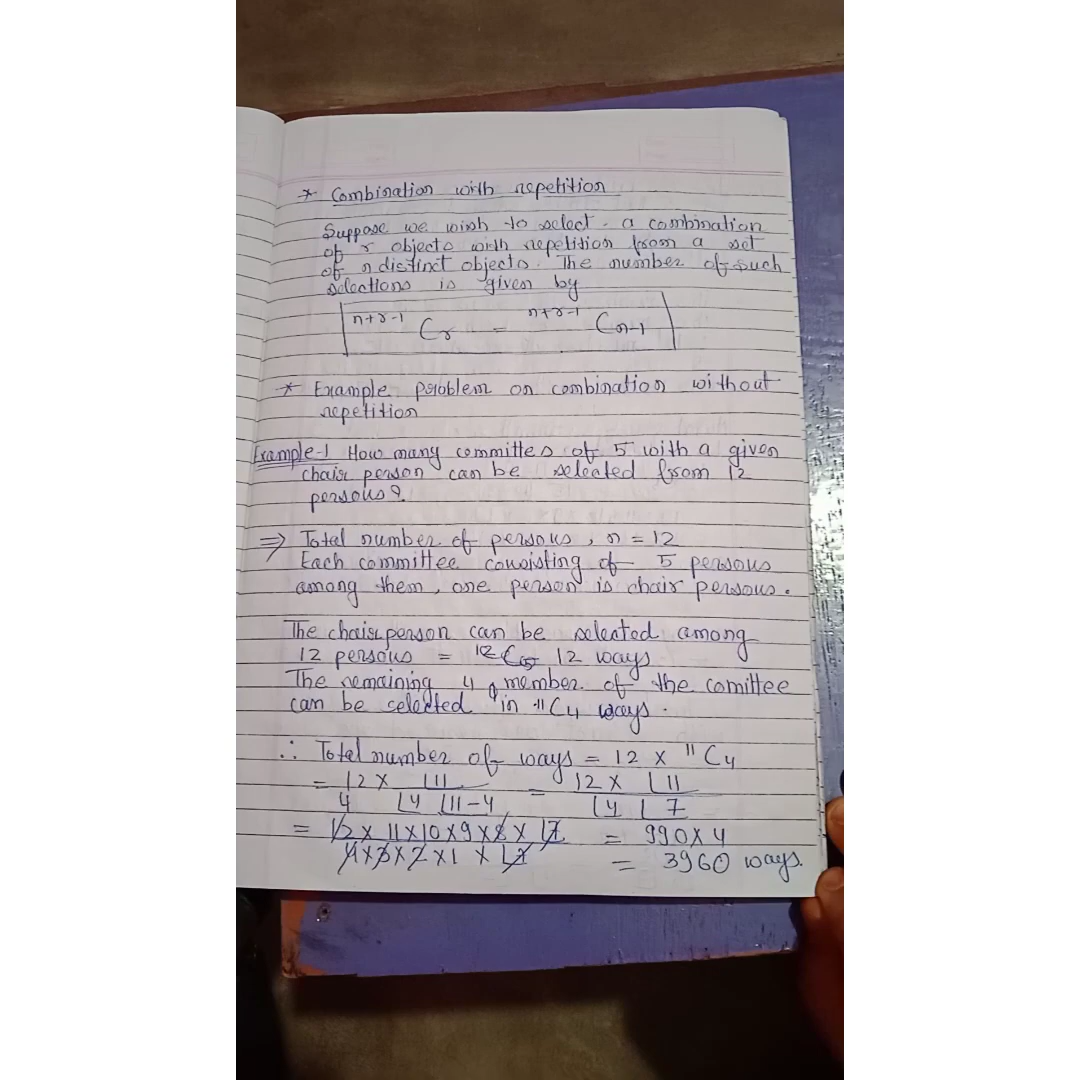 * Combination with repetition
Suppose we wish to select a combination
of r objects with repetition from a set
of n distinct objects. The number of such
selections is given by
n+r-1 Cr = n+r-1 Cn-1
* Example problem on combination without
repetition
Example-1 How many committes of 5 with a given
chair person can be selected from 12
persons?
⇒ Total number of persons, n = 12
Each committee consisting of 5 persons
among them, one person is chair persons.
The chairperson can be selected among
12 persons = 12C 12 ways
The remaining 4 member of the comittee
can be selected in 11C4 ways.
∴ Total number of ways = 12 x 11C4
= 12 x ⌊11 / ⌊4 ⌊11-4 = 12 x ⌊11 / ⌊4 ⌊7
4
= 12 x 11 x 10 x 9 x 8 x ⌊7 / 4 x 3 x 2 x 1 x ⌊7 = 990 x 4
= 3960 ways.